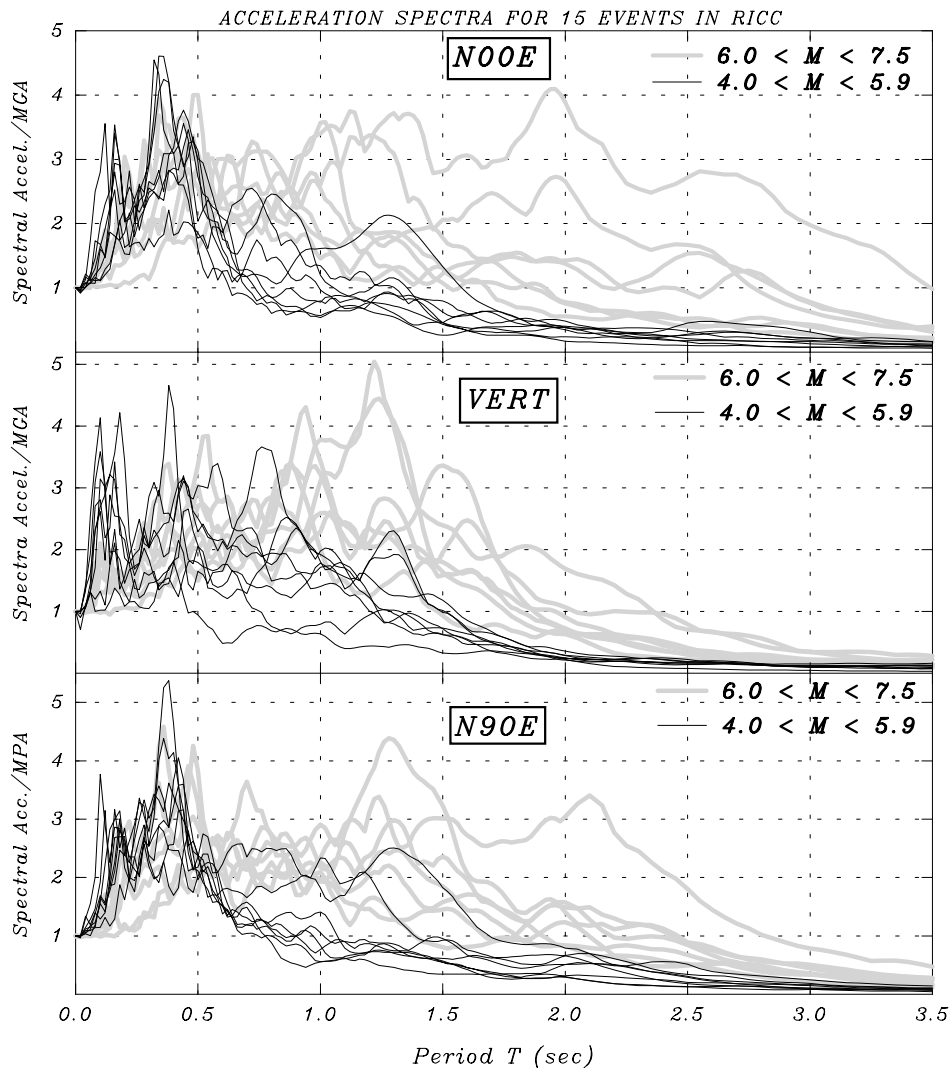 ACCELERATION SPECTRA FOR 15 EVENTS IN RICC
5
N00E
6.0 < M < 7.5
4.0 < M < 5.9
4
3
2
1
Spectral Accel./MGA
5
VERT
6.0 < M < 7.5
4.0 < M < 5.9
4
3
2
1
Spectra Accel./MGA
5
N90E
6.0 < M < 7.5
4.0 < M < 5.9
4
3
2
1
Spectral Acc./MPA
0.0 0.5 1.0 1.5 2.0 2.5 3.0 3.5
Period T (sec)